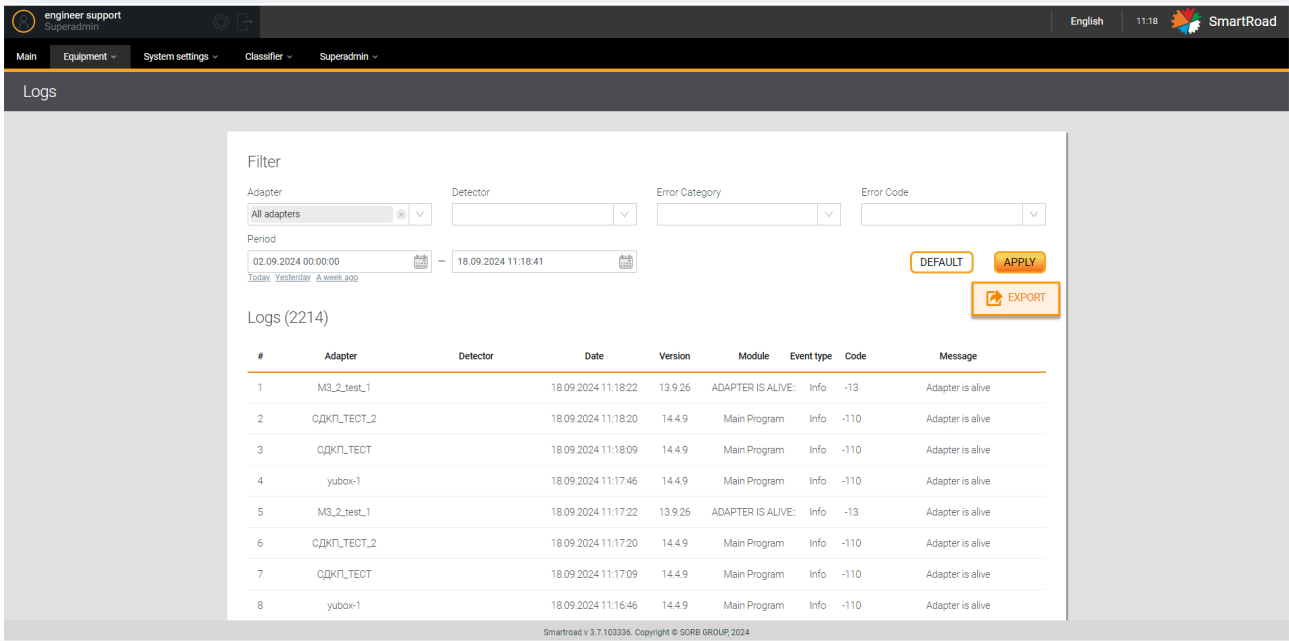 engineer support
Superadmin
English 11:18 SmartRoad
Main Equipment System settings Classifier Superadmin
Logs
Filter
Adapter Detector Error Category Error Code
All adapters
Period
02.09.2024 00:00:00 – 18.09.2024 11:18:41
DEFAULT APPLY
Today Yesterday A week ago
EXPORT
Logs (2214)
# Adapter Detector Date Version Module Event type Code Message
1 M3_2_test_1 18.09.2024 11:18:22 13.9.26 ADAPTER IS ALIVE:: Info -13 Adapter is alive
2 СДКП_ТЕСТ_2 18.09.2024 11:18:20 14.4.9 Main Program Info -110 Adapter is alive
3 СДКП_ТЕСТ 18.09.2024 11:18:09 14.4.9 Main Program Info -110 Adapter is alive
4 yubox-1 18.09.2024 11:17:46 14.4.9 Main Program Info -110 Adapter is alive
5 M3_2_test_1 18.09.2024 11:17:22 13.9.26 ADAPTER IS ALIVE:: Info -13 Adapter is alive
6 СДКП_ТЕСТ_2 18.09.2024 11:17:20 14.4.9 Main Program Info -110 Adapter is alive
7 СДКП_ТЕСТ 18.09.2024 11:17:09 14.4.9 Main Program Info -110 Adapter is alive
8 yubox-1 18.09.2024 11:16:46 14.4.9 Main Program Info -110 Adapter is alive
Smartroad v 3.7.103336. Copyright © SORB GROUP, 2024